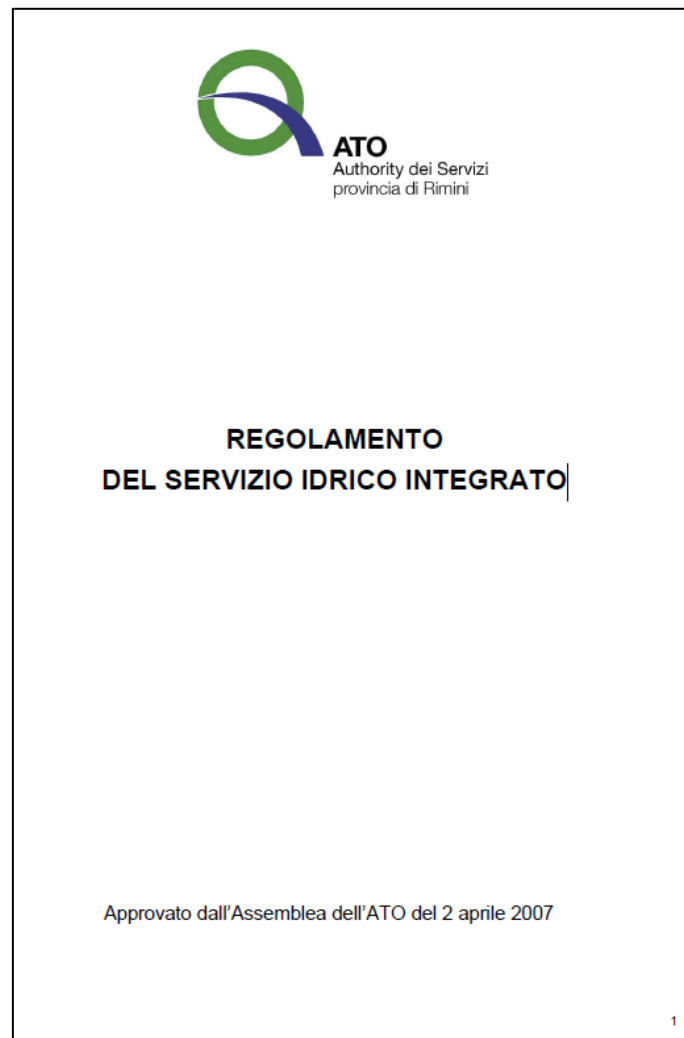 ATO
Authority dei Servizi
provincia di Rimini
REGOLAMENTO
DEL SERVIZIO IDRICO INTEGRATO
Approvato dall'Assemblea dell'ATO del 2 aprile 2007
1